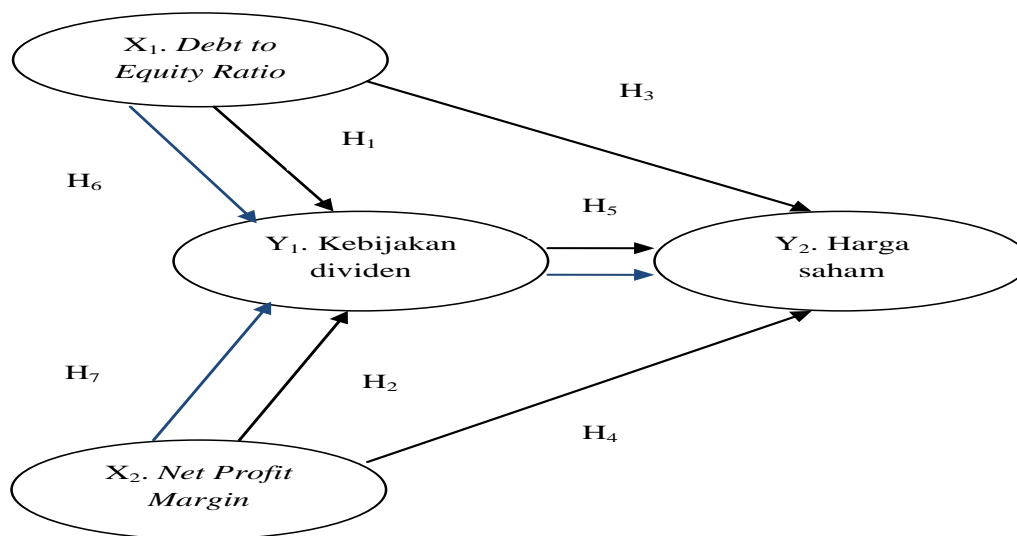 X₁. Debt to
Equity Ratio
H₃
H₁
H₆
H₅
Y₁. Kebijakan
dividen
Y₂. Harga
saham
H₇
H₂
H₄
X₂. Net Profit
Margin